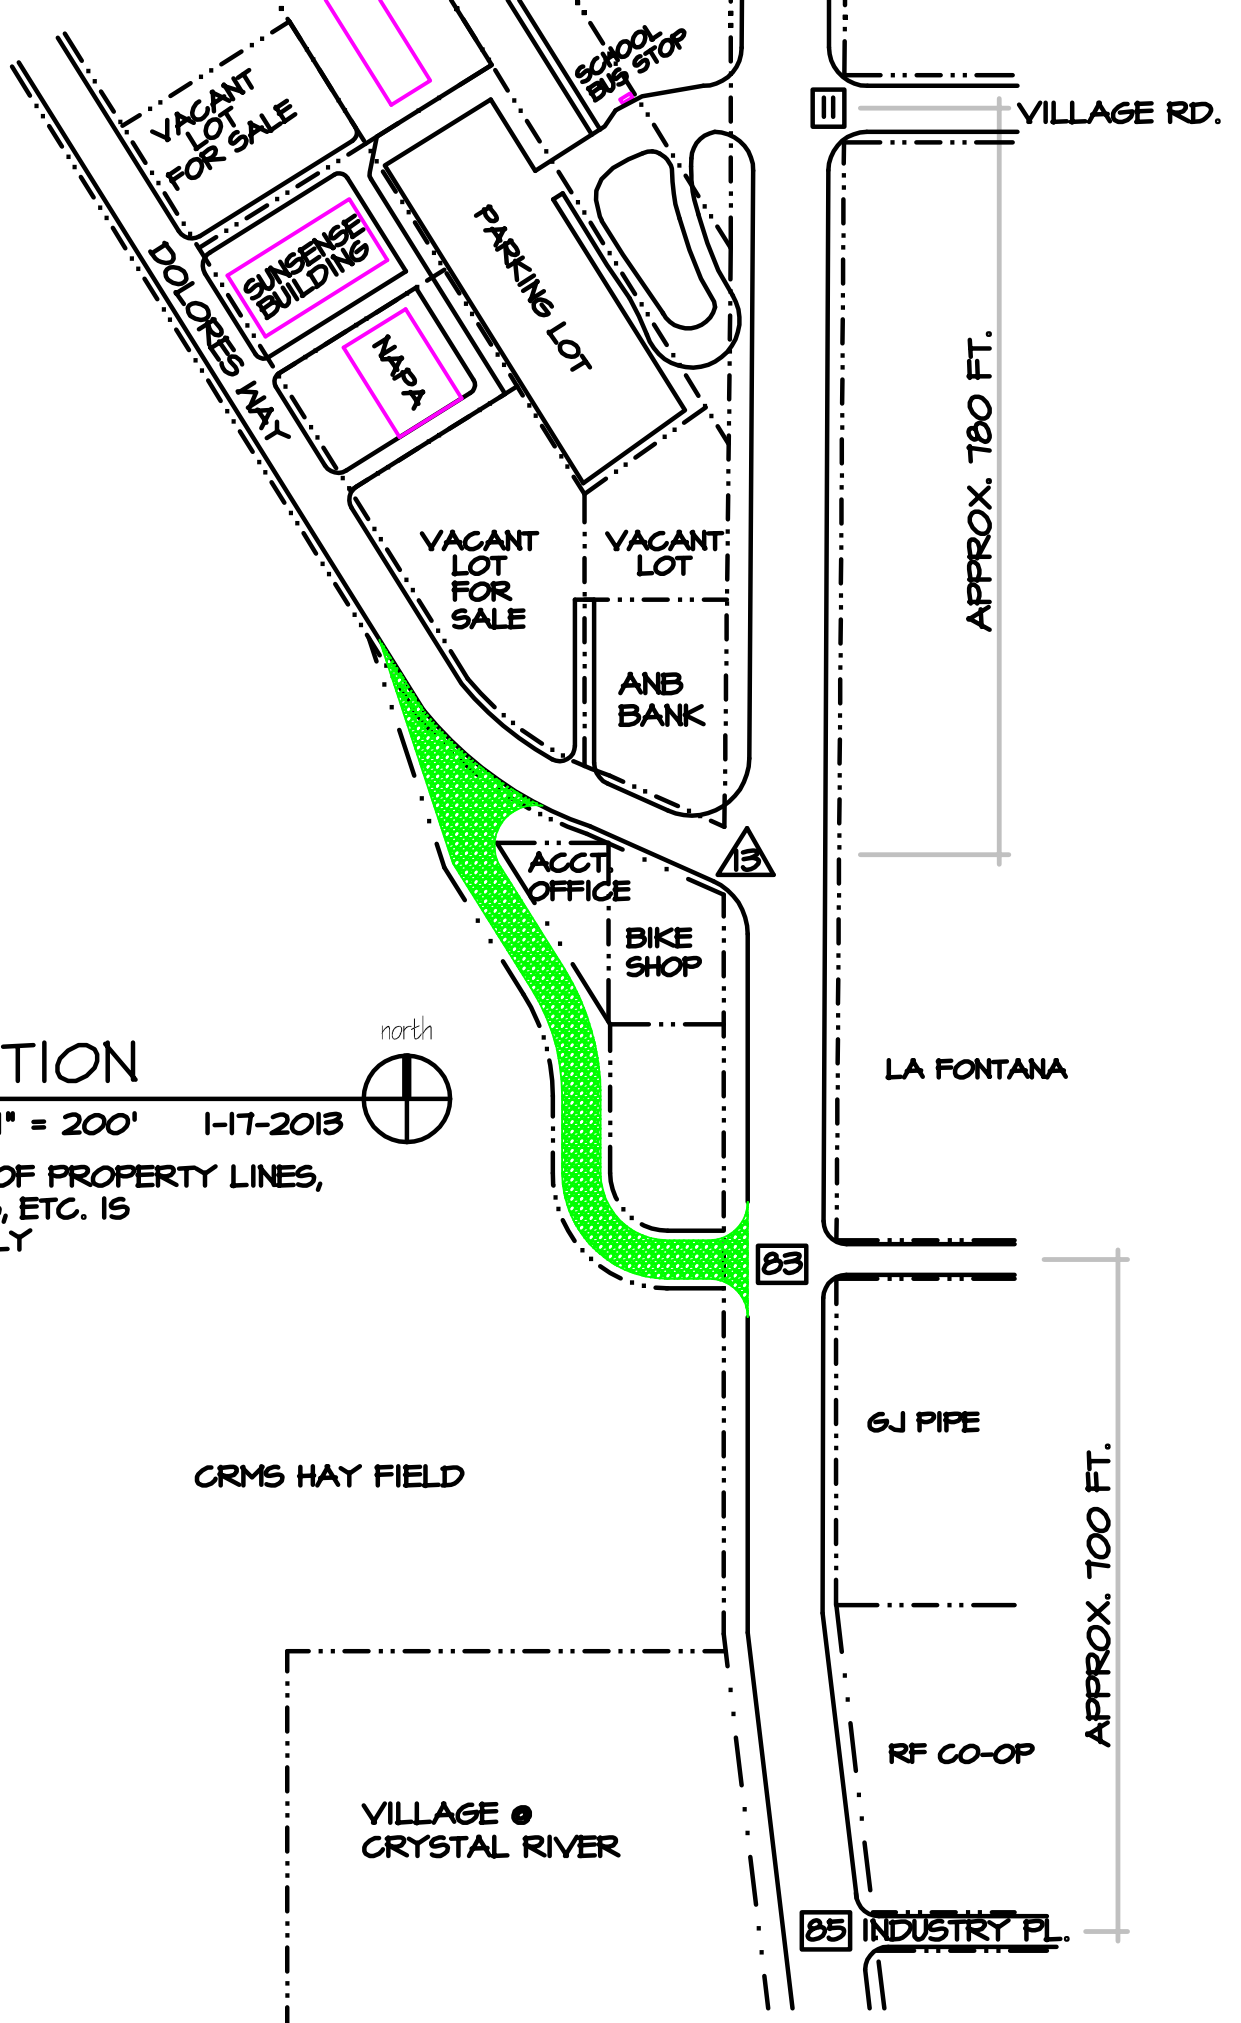 SCHOOL
BUS STOP
VACANT
LOT
FOR SALE
11
VILLAGE RD.
SUNSENSE
BUILDING
PARKING LOT
DOLORES WAY
NAPA
APPROX. 780 FT.
VACANT
LOT
FOR
SALE
VACANT
LOT
ANB
BANK
13
ACCT.
OFFICE
BIKE
SHOP
north
TION
1" = 200' 1-17-2013
OF PROPERTY LINES,
, ETC. IS
LY
LA FONTANA
83
GJ PIPE
CRMS HAY FIELD
APPROX. 700 FT.
RF CO-OP
VILLAGE @
CRYSTAL RIVER
85 INDUSTRY PL.